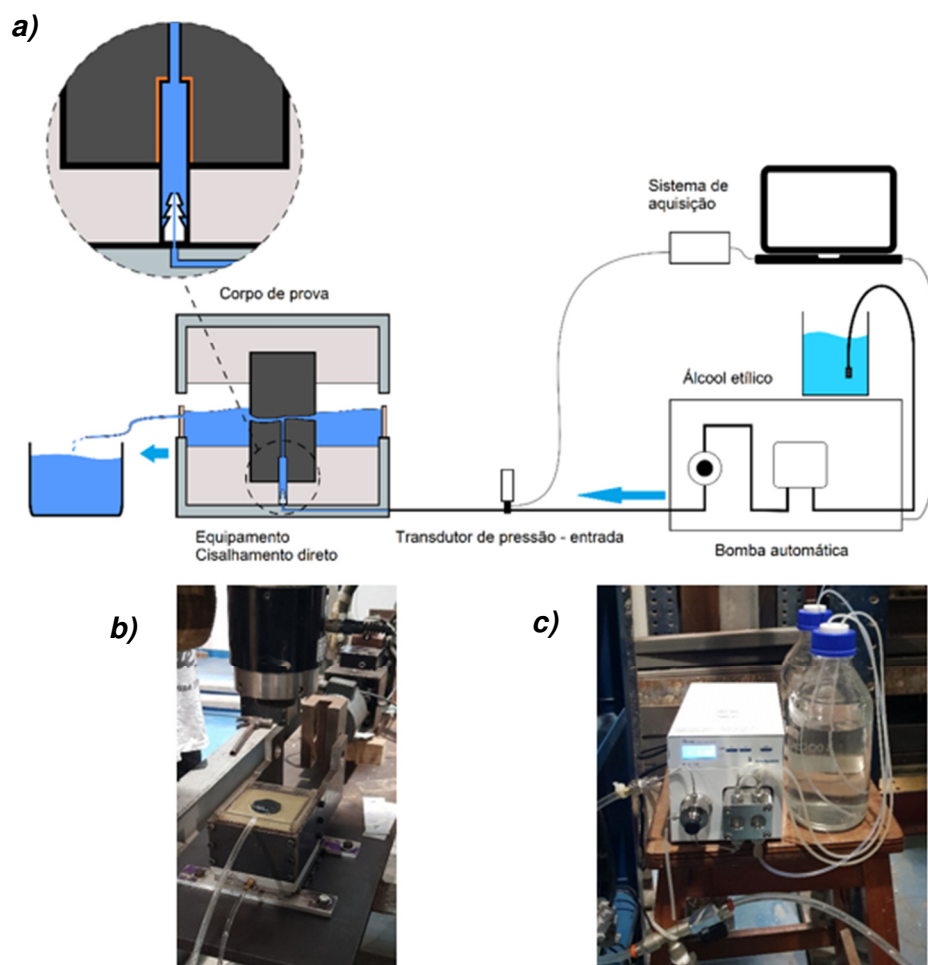 a)
Sistema de
aquisição
Corpo de prova
Álcool etílico
Equipamento
Cisalhamento direto
Transdutor de pressão - entrada
Bomba automática
b)
c)